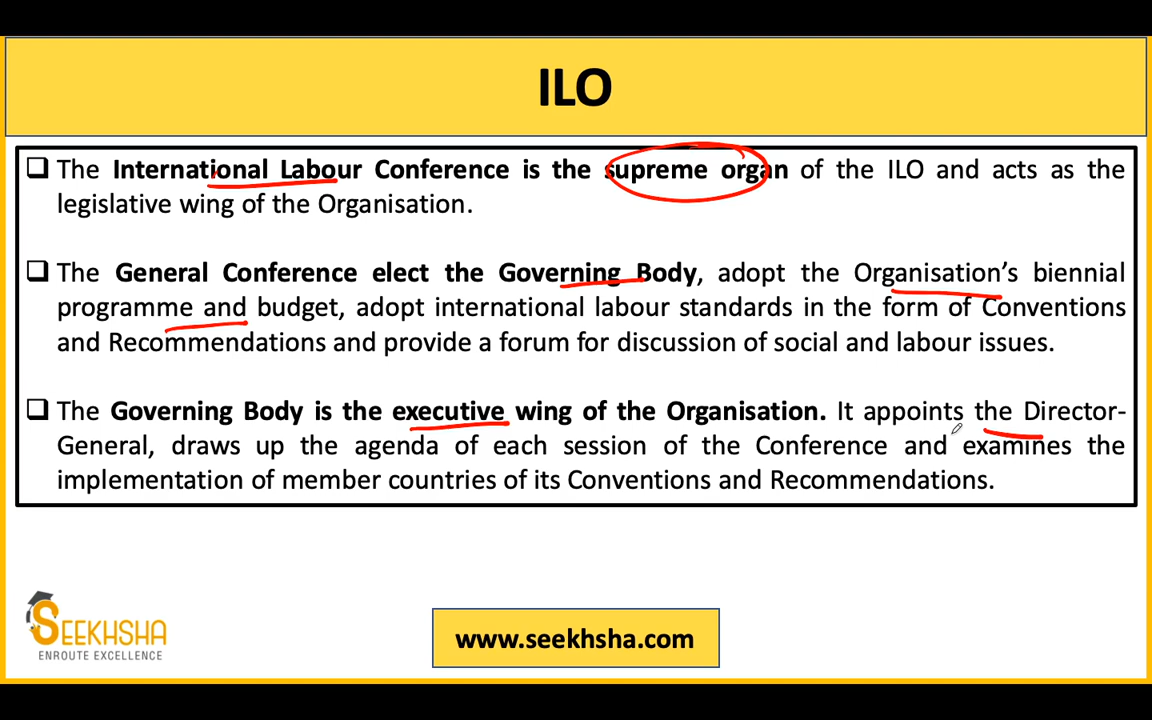 ILO
❑ The International Labour Conference is the supreme organ of the ILO and acts as the
legislative wing of the Organisation.
❑ The General Conference elect the Governing Body, adopt the Organisation's biennial
programme and budget, adopt international labour standards in the form of Conventions
and Recommendations and provide a forum for discussion of social and labour issues.
❑ The Governing Body is the executive wing of the Organisation. It appoints the Director-
General, draws up the agenda of each session of the Conference and examines the
implementation of member countries of its Conventions and Recommendations.
SEEKHSHA
ENROUTE EXCELLENCE
www.seekhsha.com